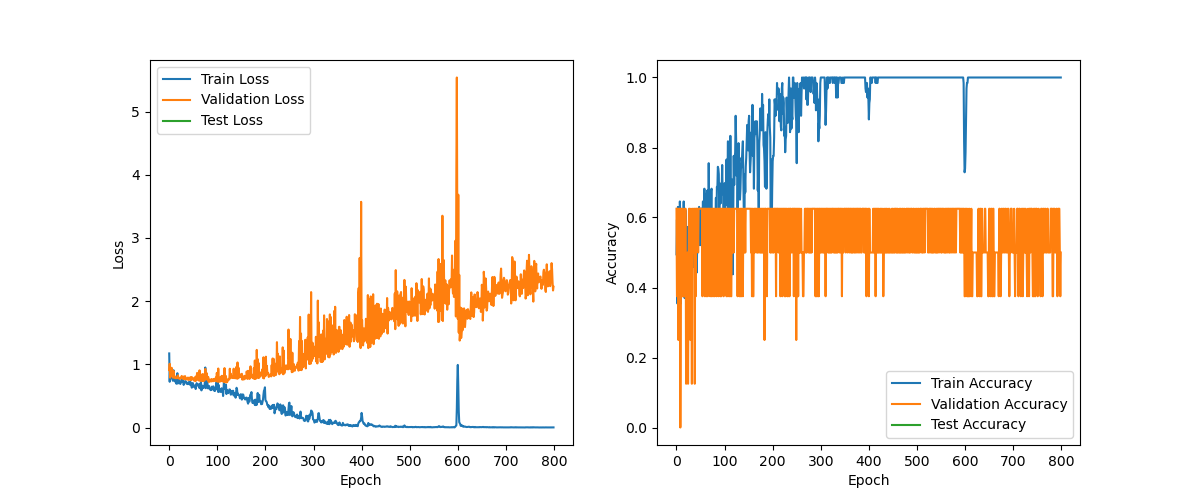 Train Loss
Validation Loss
Test Loss
5
4
3
2
1
0
Loss
0 100 200 300 400 500 600 700 800
Epoch
1.0
0.8
0.6
0.4
0.2
0.0
Accuracy
Train Accuracy
Validation Accuracy
Test Accuracy
0 100 200 300 400 500 600 700 800
Epoch